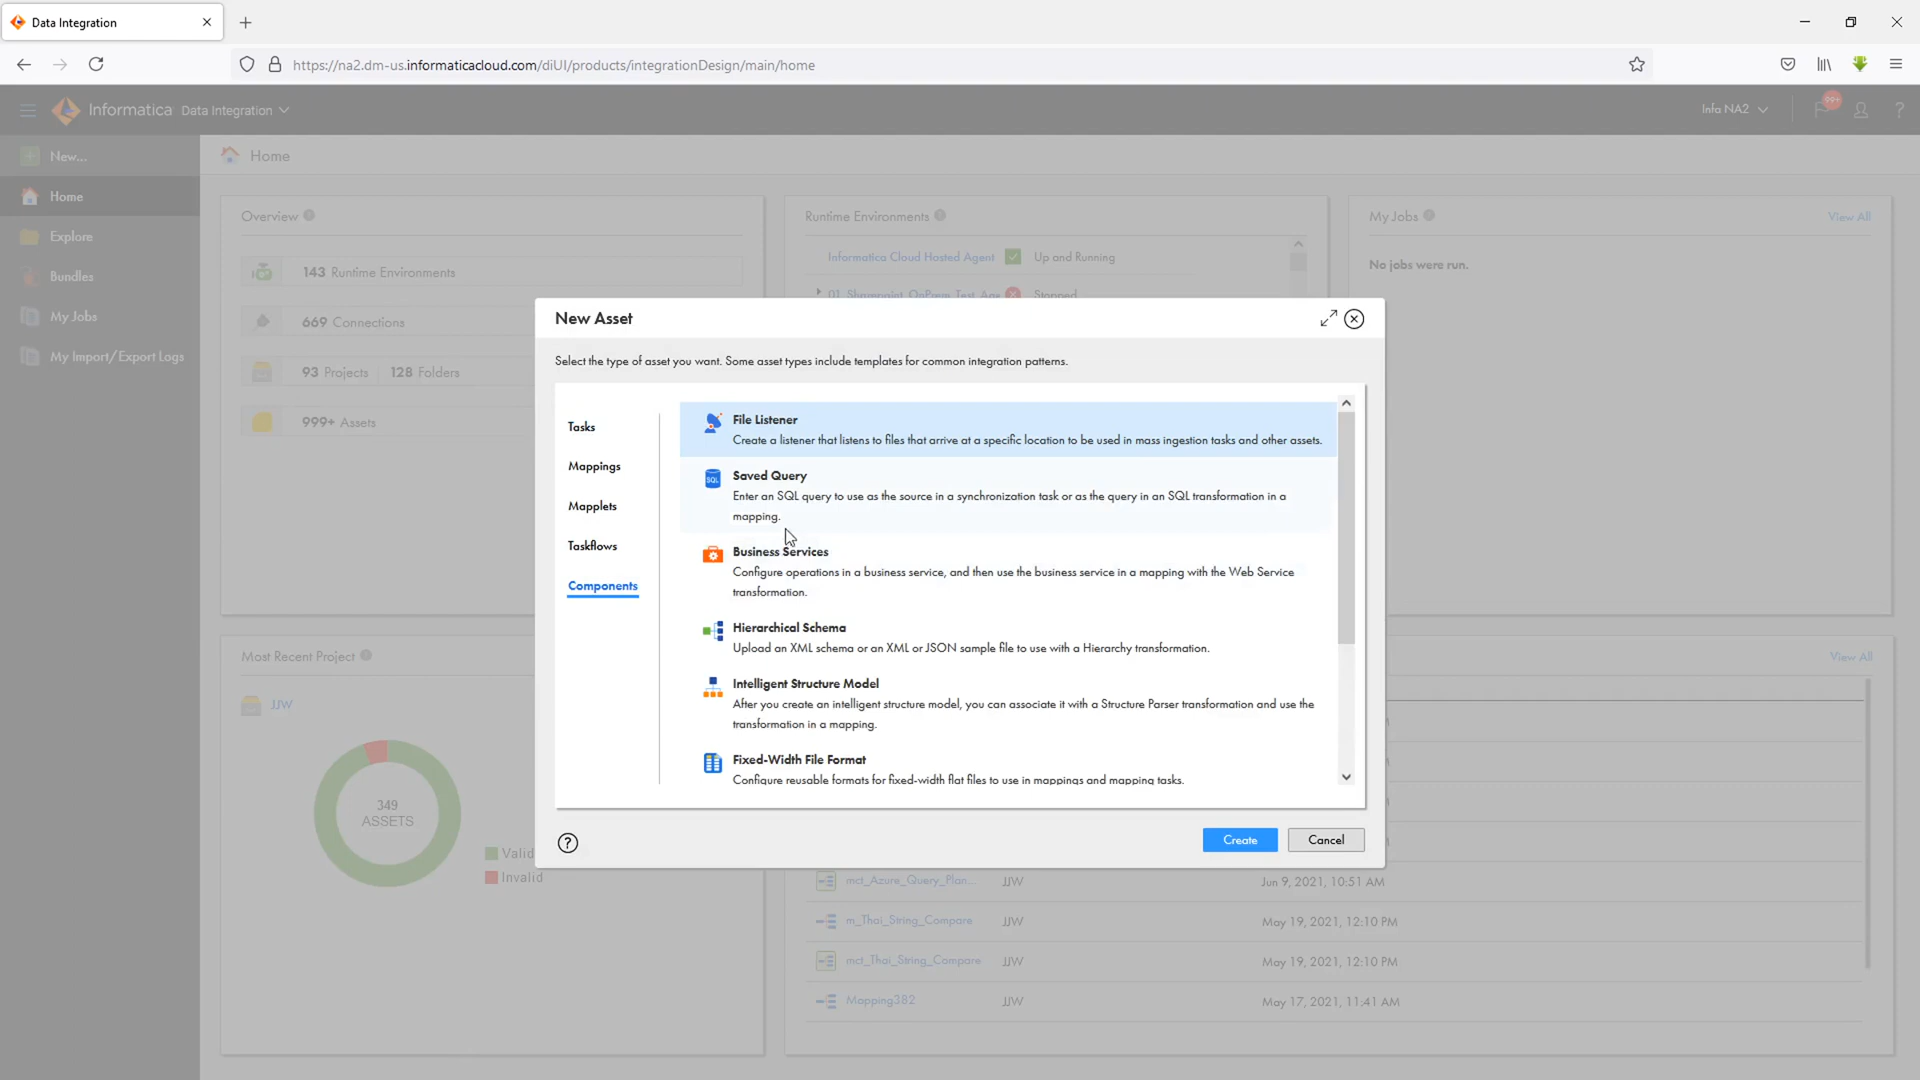 Data Integration
https://na2.dm-us.informaticacloud.com/diUI/products/integrationDesign/main/home
Informatica Data Integration
Infa NA2
99+
?
New...
Home
Explore
Bundles
My Jobs
My Import/Export Logs
Home
Overview
143 Runtime Environments
669 Connections
93 Projects | 128 Folders
999+ Assets
Runtime Environments
Informatica Cloud Hosted Agent Up and Running
01_Sharepoint_OnPrem_Test_Age Stopped
My Jobs View All
No jobs were run.
New Asset
Select the type of asset you want. Some asset types include templates for common integration patterns.
Tasks
Mappings
Mapplets
Taskflows
Components
File Listener
Create a listener that listens to files that arrive at a specific location to be used in mass ingestion tasks and other assets.
SQL
Saved Query
Enter an SQL query to use as the source in a synchronization task or as the query in an SQL transformation in a
mapping.
Business Services
Configure operations in a business service, and then use the business service in a mapping with the Web Service
transformation.
Hierarchical Schema
Upload an XML schema or an XML or JSON sample file to use with a Hierarchy transformation.
Intelligent Structure Model
After you create an intelligent structure model, you can associate it with a Structure Parser transformation and use the
transformation in a mapping.
Fixed-Width File Format
Configure reusable formats for fixed-width flat files to use in mappings and mapping tasks.
?
Create
Cancel
Most Recent Project
JJW
349
ASSETS
Valid
Invalid
View All
mct_Azure_Query_Plan... JJW Jun 9, 2021, 10:51 AM
m_Thai_String_Compare JJW May 19, 2021, 12:10 PM
mct_Thai_String_Compare JJW May 19, 2021, 12:10 PM
Mapping382 JJW May 17, 2021, 11:41 AM